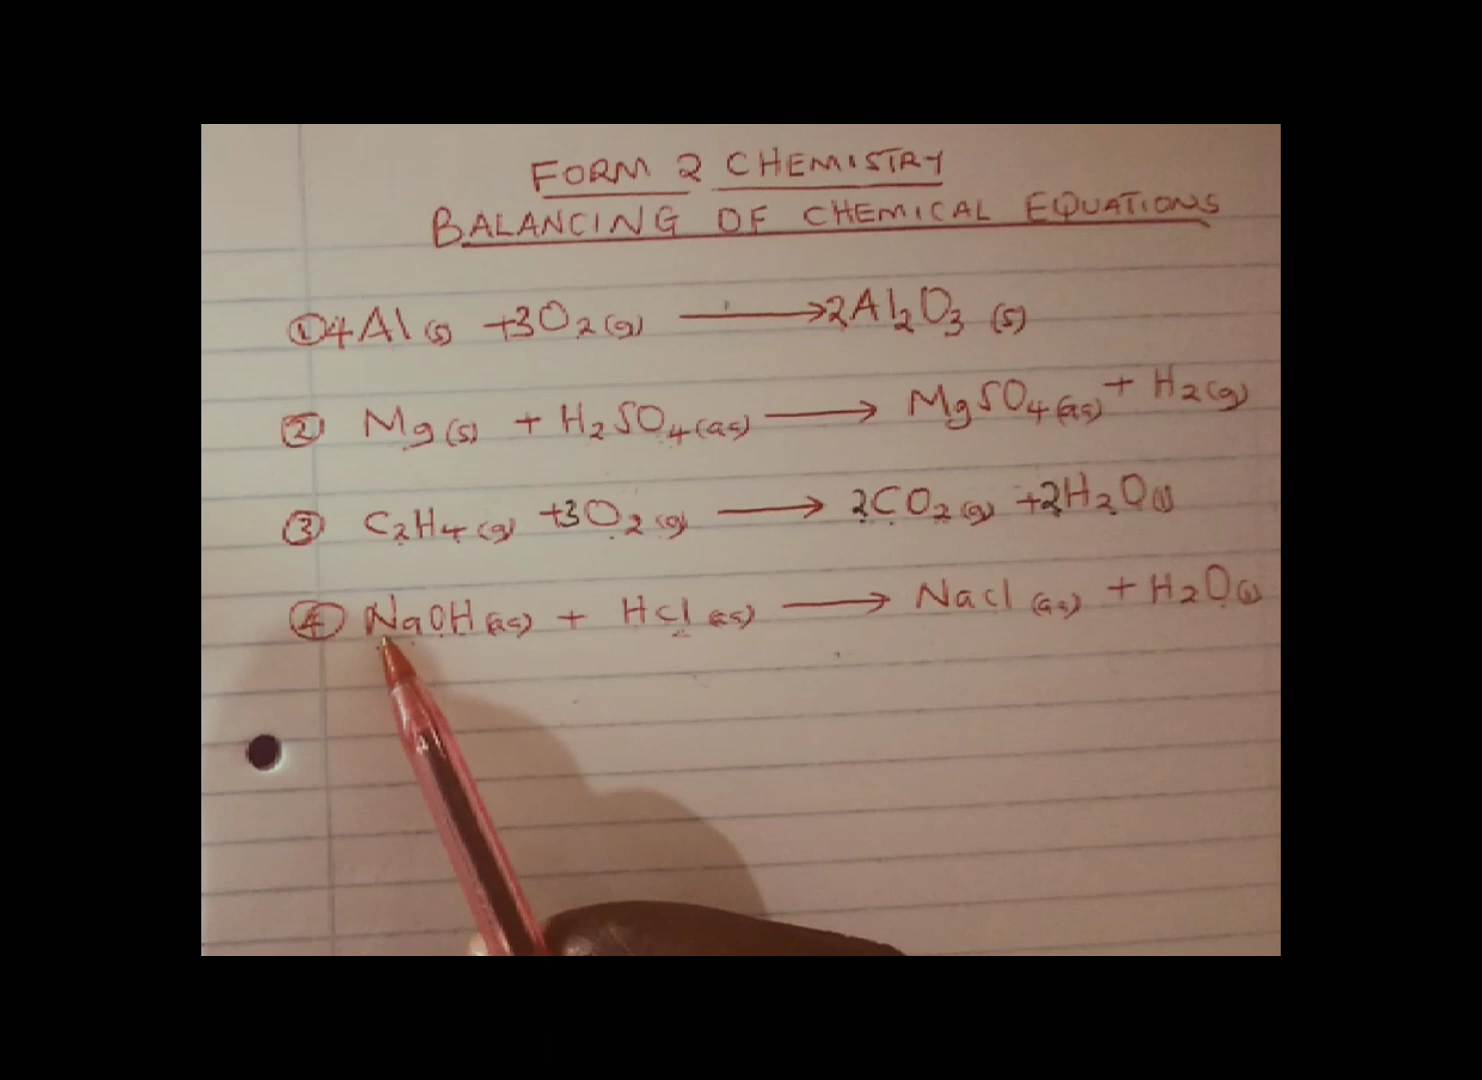 FORM 2 CHEMISTRY
BALANCING OF CHEMICAL EQUATIONS
① 4Al(s) +3O2(g) ⟶ 2Al2O3(s)
② Mg(s) + H2SO4(aq) ⟶ MgSO4(aq) + H2(g)
③ C2H4(g) +3O2(g) ⟶ 2CO2(g) +2H2O(l)
④ NaOH(aq) + HCl(aq) ⟶ NaCl(aq) + H2O(l)